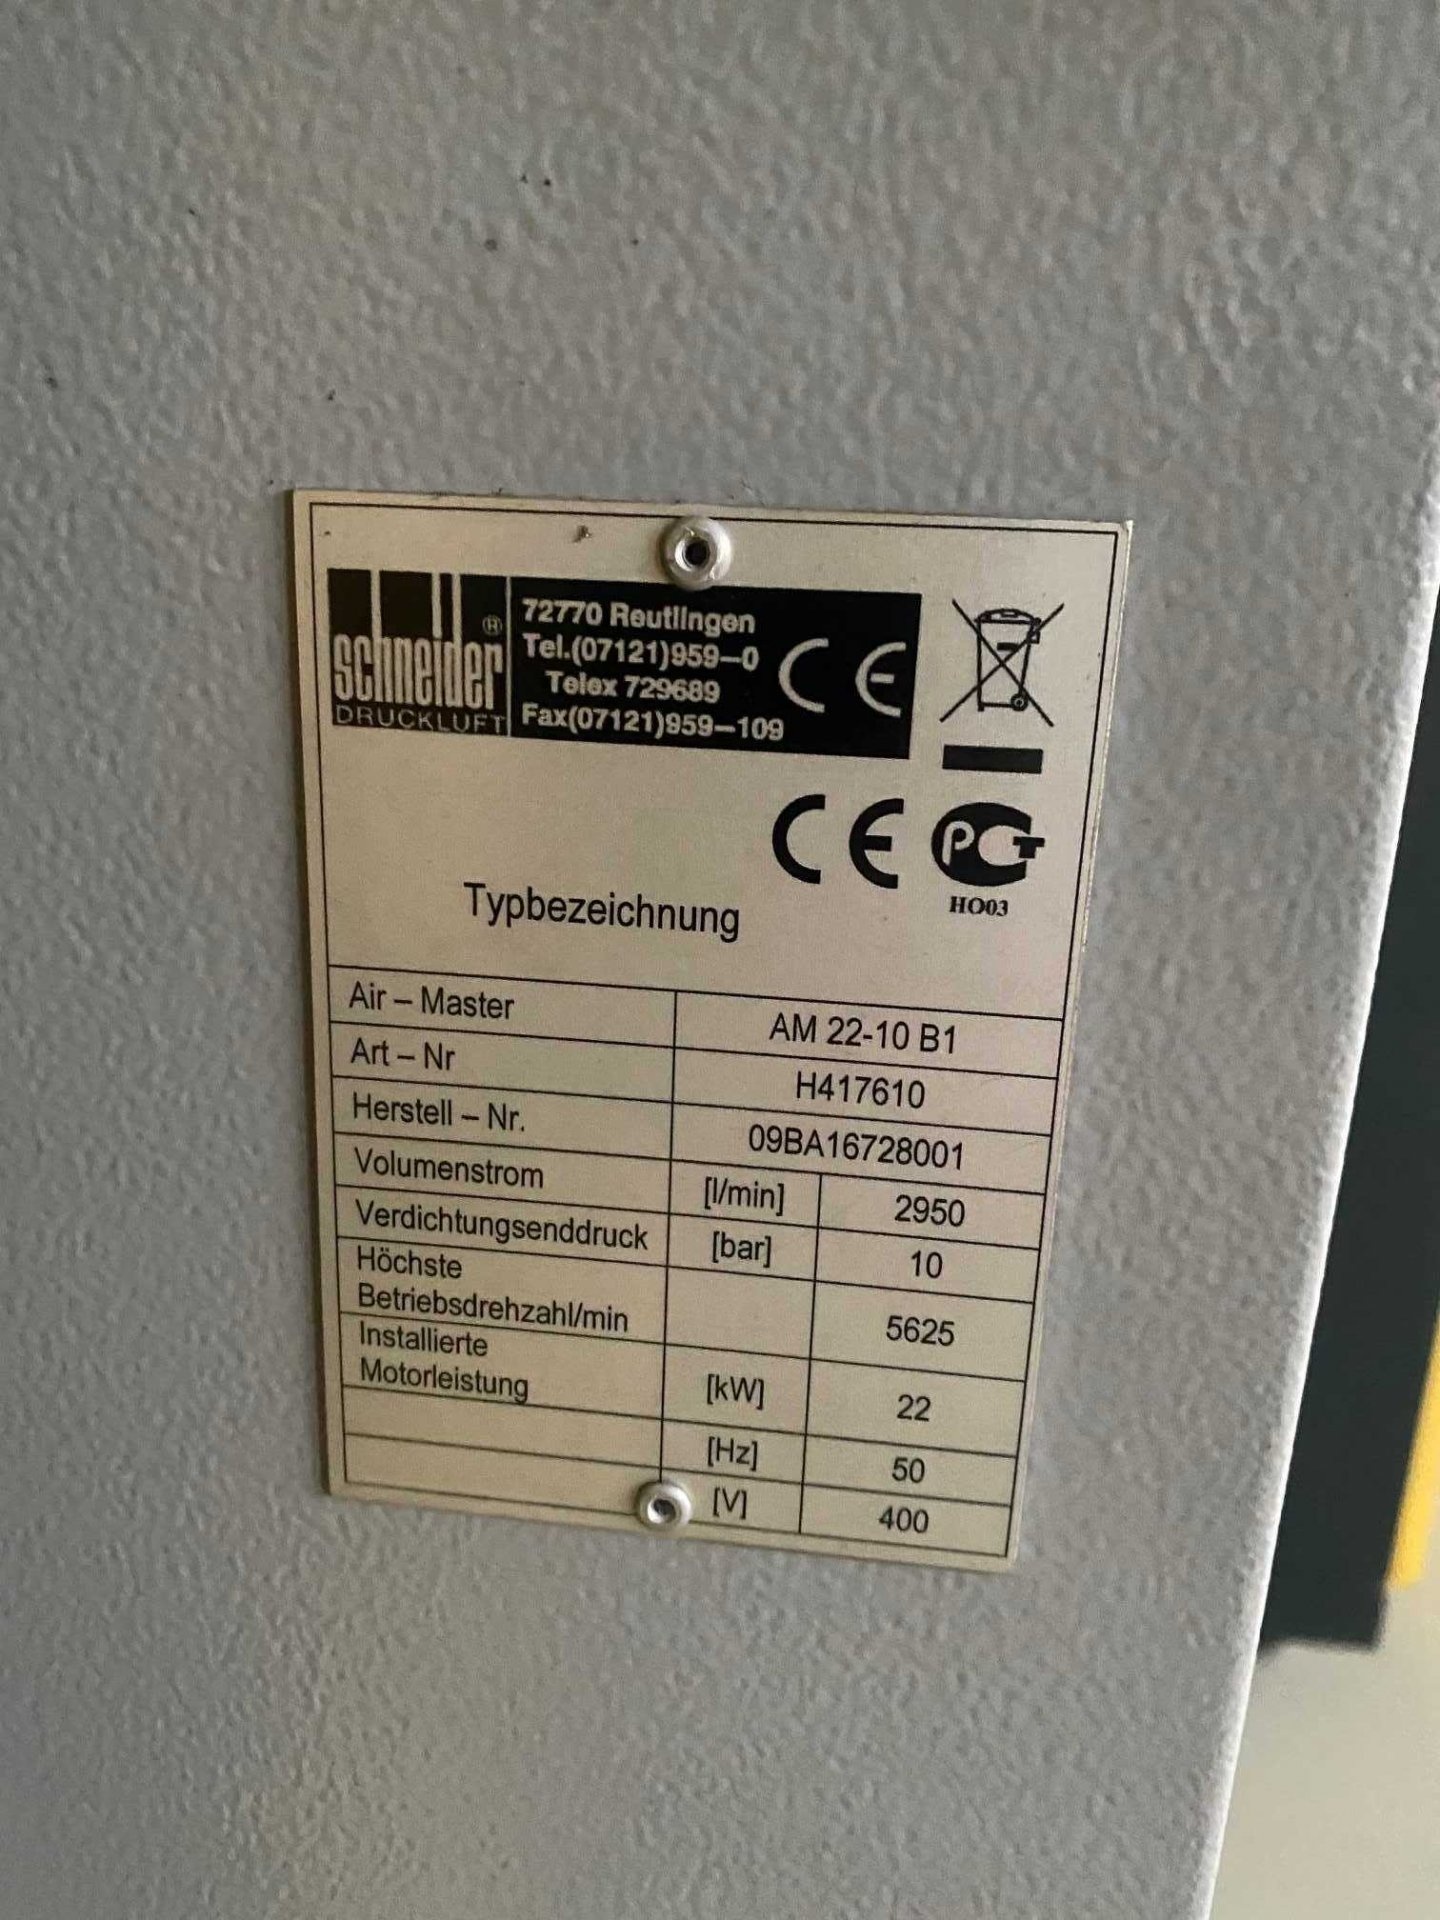 schneider®
DRUCKLUFT
72770 Reutlingen
Tel.(07121)959-0
Telex 729689
Fax(07121)959-109
CE
CE PCT
HO03
Typbezeichnung
Air – Master AM 22-10 B1
Art – Nr H417610
Herstell – Nr. 09BA16728001
Volumenstrom [l/min] 2950
Verdichtungsenddruck [bar] 10
Höchste
Betriebsdrehzahl/min 5625
Installierte
Motorleistung [kW] 22
[Hz] 50
[V] 400